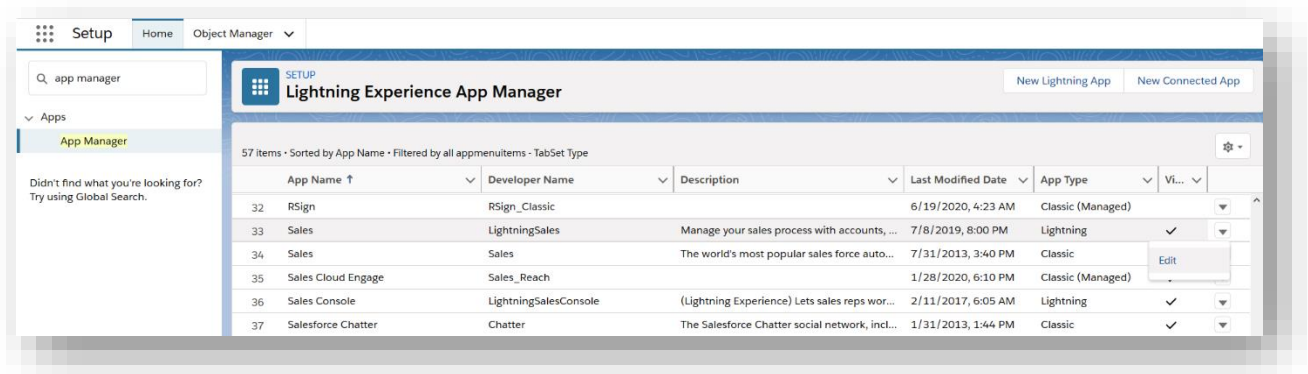 Setup Home Object Manager
app manager
Apps
App Manager
Didn't find what you're looking for?
Try using Global Search.
SETUP
Lightning Experience App Manager
New Lightning App New Connected App
57 items • Sorted by App Name • Filtered by all appmenuitems - TabSet Type
App Name ↑ Developer Name Description Last Modified Date App Type Vi...
32 RSign RSign_Classic 6/19/2020, 4:23 AM Classic (Managed)
33 Sales LightningSales Manage your sales process with accounts, ... 7/8/2019, 8:00 PM Lightning
34 Sales Sales The world's most popular sales force auto... 7/31/2013, 3:40 PM Classic
Edit
35 Sales Cloud Engage Sales_Reach 1/28/2020, 6:10 PM Classic (Managed)
36 Sales Console LightningSalesConsole (Lightning Experience) Lets sales reps wor... 2/11/2017, 6:05 AM Lightning
37 Salesforce Chatter Chatter The Salesforce Chatter social network, incl... 1/31/2013, 1:44 PM Classic